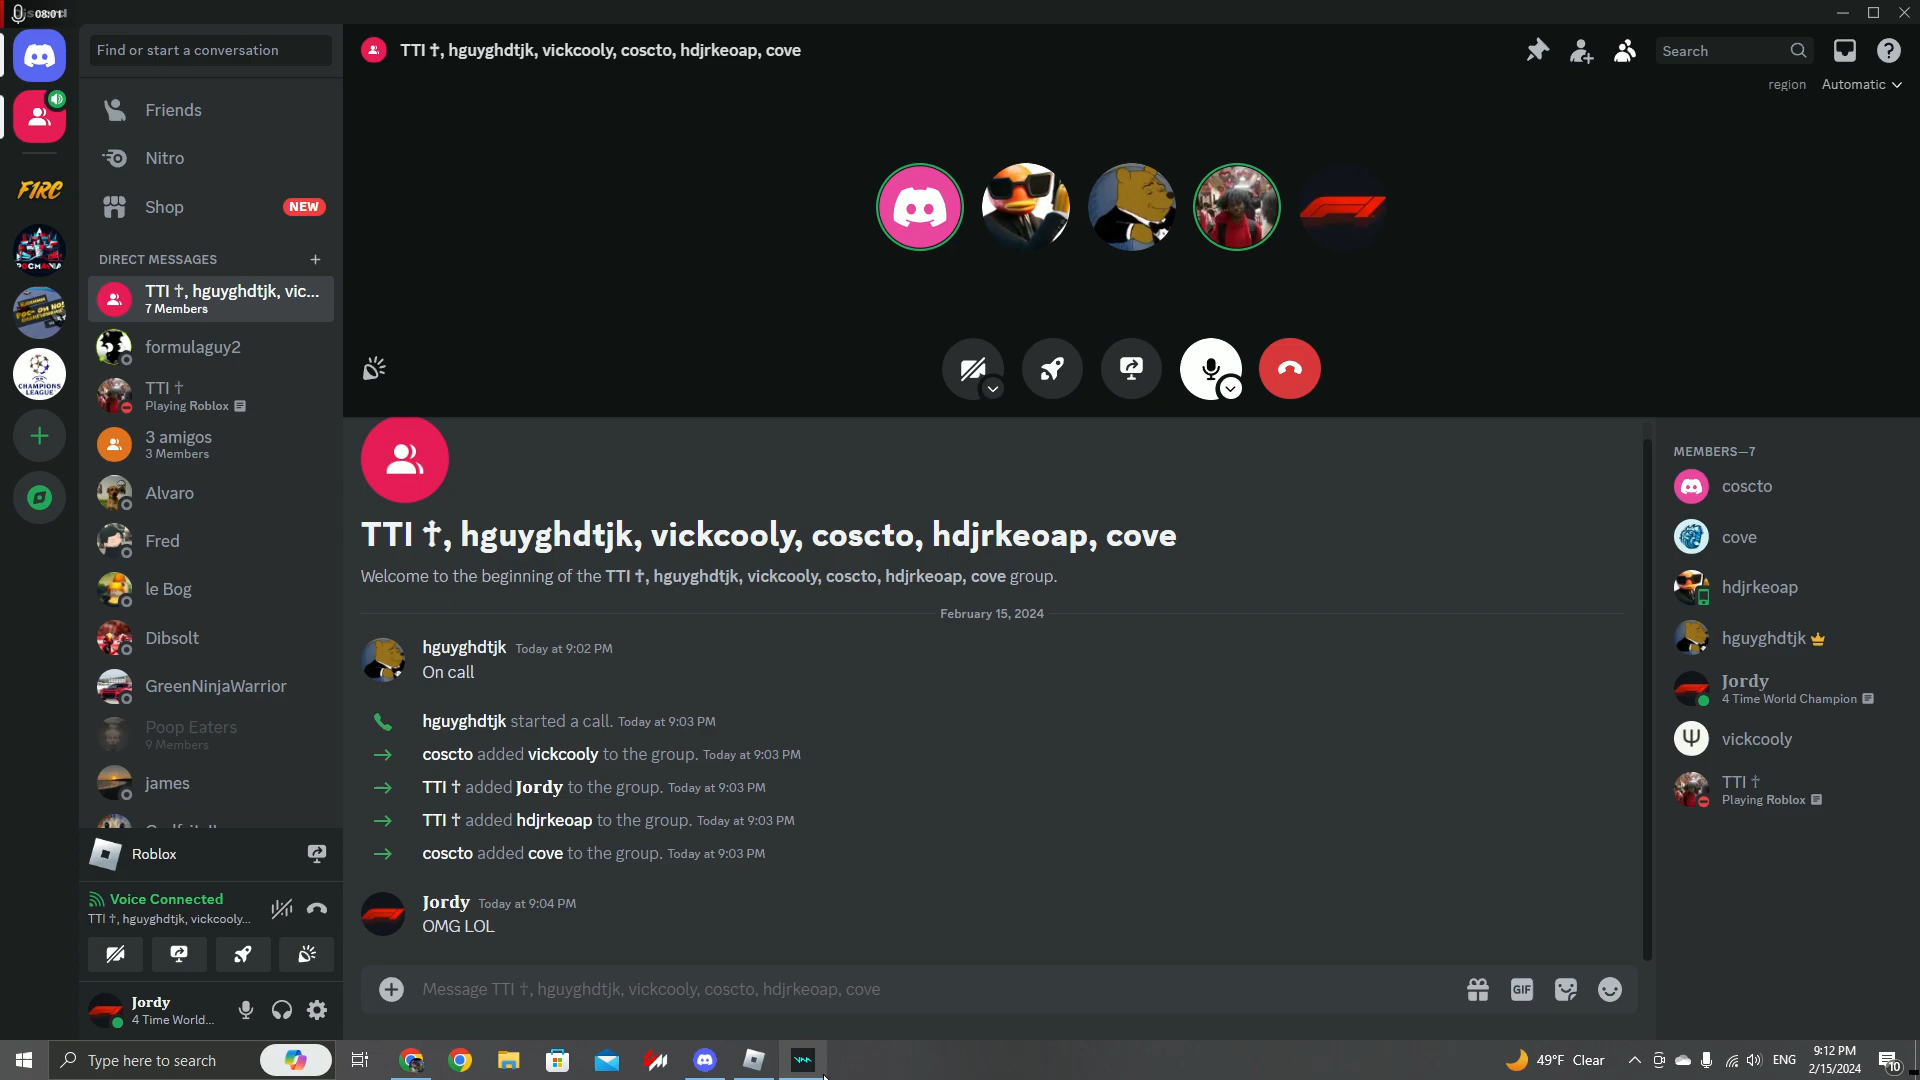 08:01
Find or start a conversation
Friends
Nitro
Shop
NEW
DIRECT MESSAGES
TTI †, hguyghdtjk, vic...
7 Members
formulaguy2
TTI †
Playing Roblox
3 amigos
3 Members
Alvaro
Fred
le Bog
Dibsolt
GreenNinjaWarrior
Poop Eaters
9 Members
james
Roblox
Voice Connected
TTI †, hguyghdtjk, vickcooly...
Jordy
4 Time World...
F1RC
POCMANIA
CHAMPIONS
LEAGUE
TTI †, hguyghdtjk, vickcooly, coscto, hdjrkeoap, cove
Search
region Automatic
TTI †, hguyghdtjk, vickcooly, coscto, hdjrkeoap, cove
Welcome to the beginning of the TTI †, hguyghdtjk, vickcooly, coscto, hdjrkeoap, cove group.
February 15, 2024
hguyghdtjk Today at 9:02 PM
On call
hguyghdtjk started a call. Today at 9:03 PM
coscto added vickcooly to the group. Today at 9:03 PM
TTI † added Jordy to the group. Today at 9:03 PM
TTI † added hdjrkeoap to the group. Today at 9:03 PM
coscto added cove to the group. Today at 9:03 PM
Jordy Today at 9:04 PM
OMG LOL
Message TTI †, hguyghdtjk, vickcooly, coscto, hdjrkeoap, cove
GIF
MEMBERS—7
coscto
cove
hdjrkeoap
hguyghdtjk
Jordy
4 Time World Champion
vickcooly
TTI †
Playing Roblox
Type here to search
49°F Clear
ENG
9:12 PM
2/15/2024
10